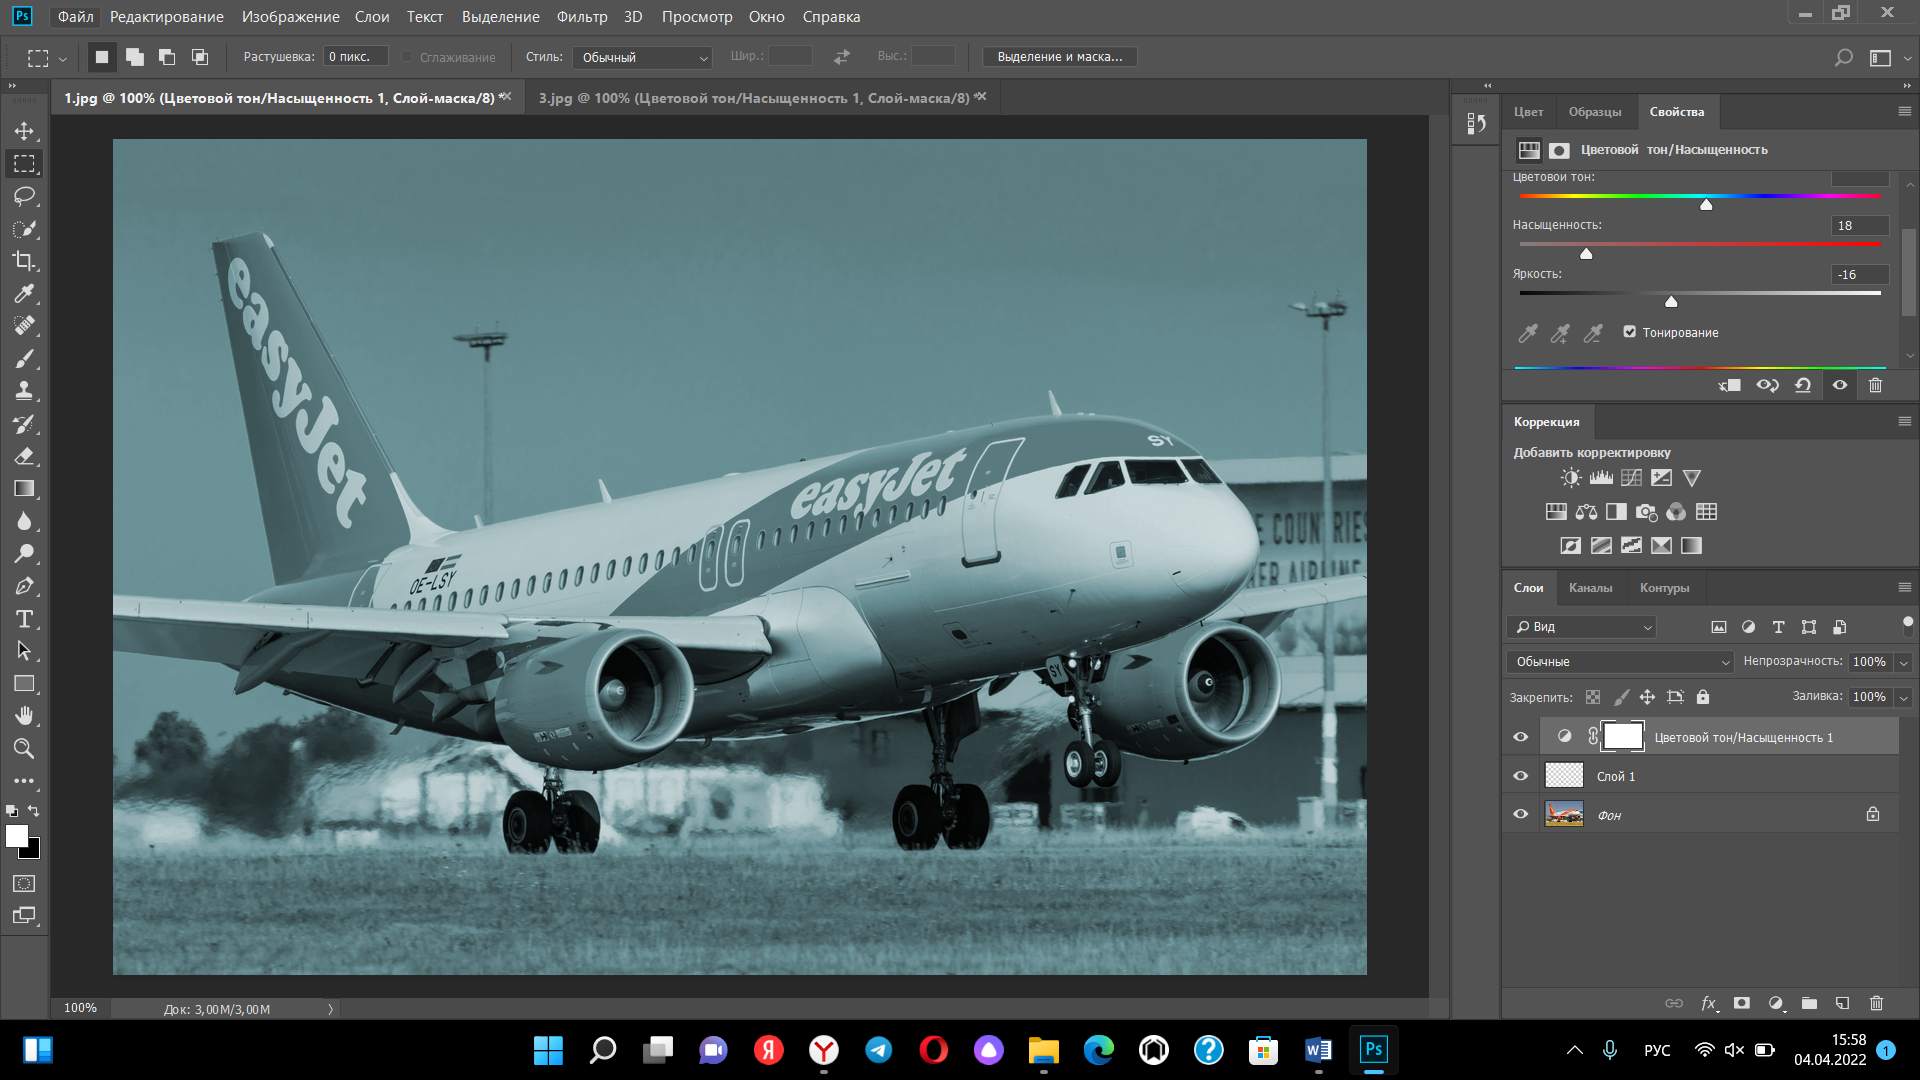 Ps Файл Редактирование Изображение Слои Текст Выделение Фильтр 3D Просмотр Окно Справка
Растушевка: 0 пикс. Сглаживание Стиль: Обычный Шир.: Выс.: Выделение и маска...
1.jpg @ 100% (Цветовой тон/Насыщенность 1, Слой-маска/8) *
3.jpg @ 100% (Цветовой тон/Насыщенность 1, Слой-маска/8) *
Цвет Образцы Свойства
Цветовой тон/Насыщенность
Цветовой тон:
Насыщенность: 18
Яркость: -16
Тонирование
Коррекция
Добавить корректировку
Слои Каналы Контуры
Вид
Обычные Непрозрачность: 100%
Закрепить: Заливка: 100%
Цветовой тон/Насыщенность 1
Слой 1
Фон
easyJet
easyJet
SY
OE-LSY
SY
E COUNTRIES
HER AIRLINE
100% Док: 3,00M/3,00M
РУС
15:58
04.04.2022
1